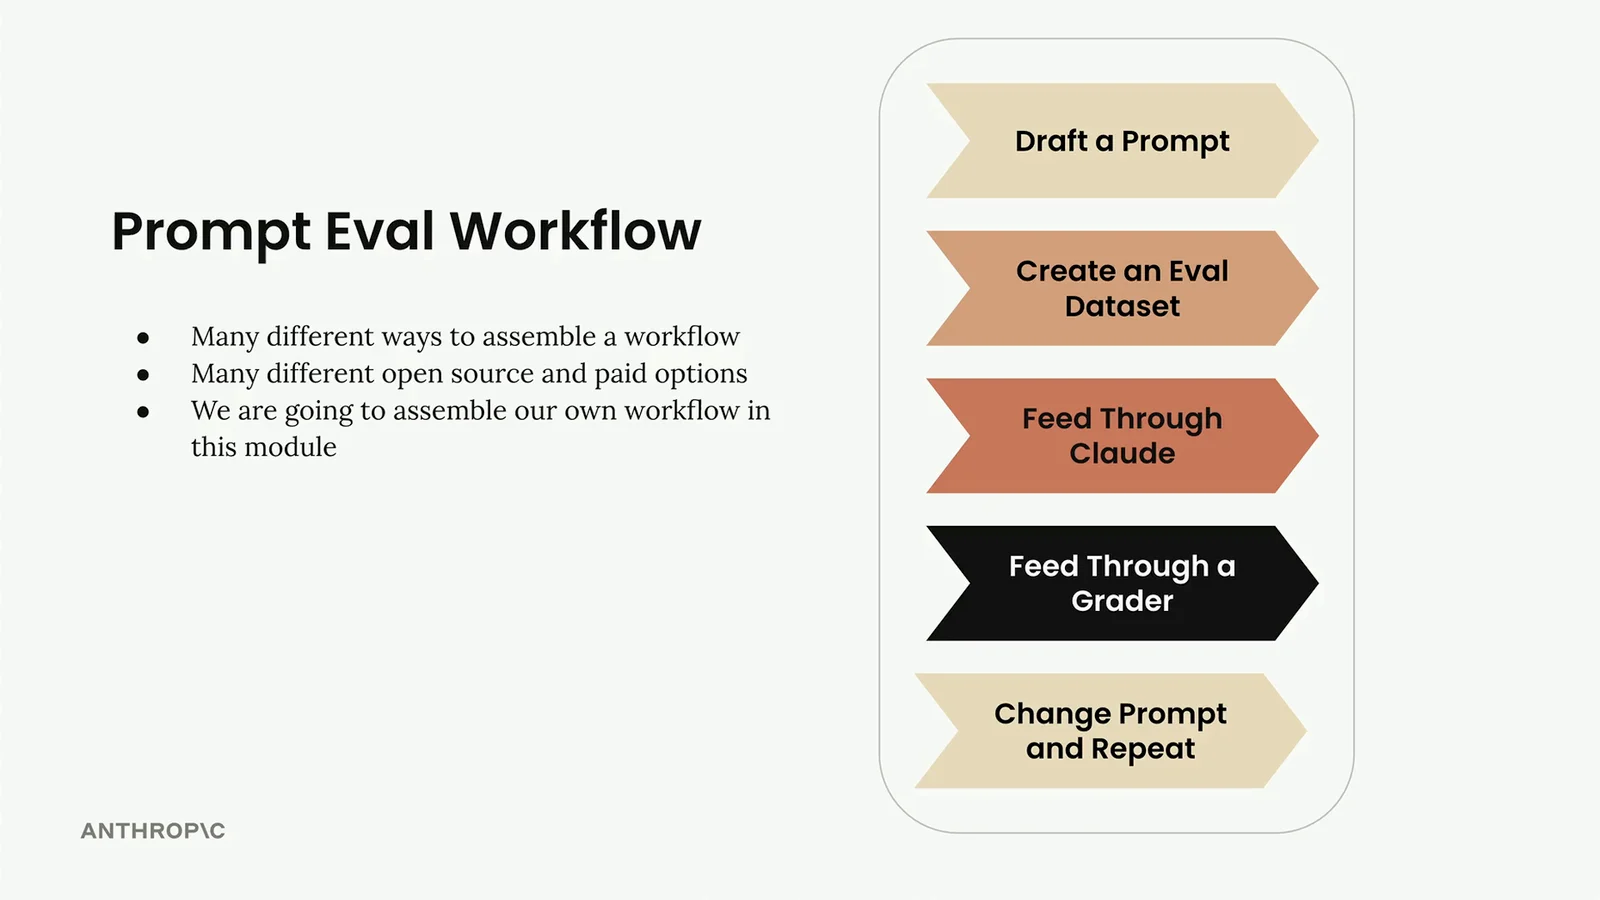 Prompt Eval Workflow
● Many different ways to assemble a workflow
● Many different open source and paid options
● We are going to assemble our own workflow in
this module
Draft a Prompt
Create an Eval
Dataset
Feed Through
Claude
Feed Through a
Grader
Change Prompt
and Repeat
ANTHROP\C